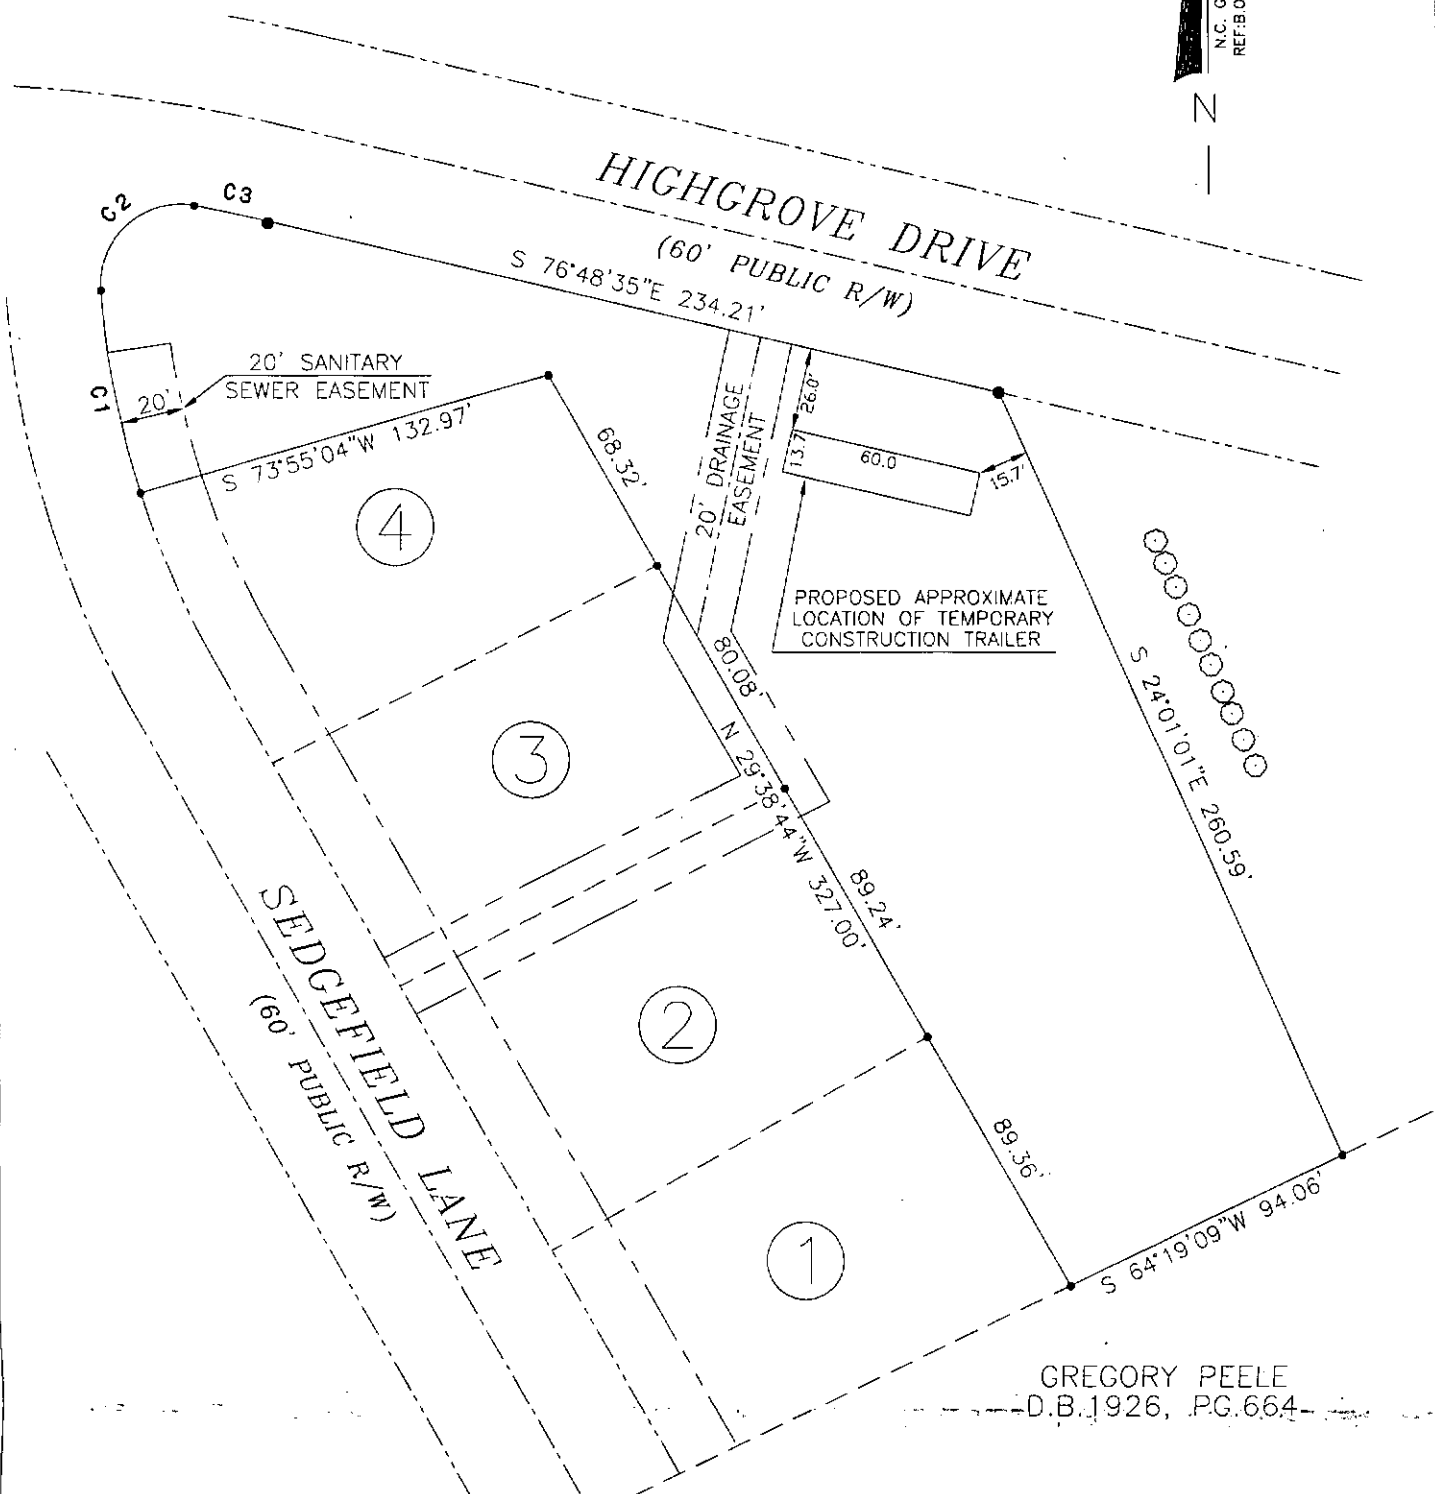 N.C. G
REF:B.O
N
HIGHGROVE DRIVE
(60' PUBLIC R/W)
C3
C2
S 76°48'35"E 234.21'
20' SANITARY
SEWER EASEMENT
C1
20'
S 73°55'04"W 132.97'
68.32'
20' DRAINAGE
EASEMENT
26.0'
13.7'
60.0
15.7'
4
PROPOSED APPROXIMATE
LOCATION OF TEMPORARY
CONSTRUCTION TRAILER
80.08'
S 24°01'01"E 260.59'
3
N 29°38'44"W 327.00'
89.24'
SEDGEFIELD LANE
(60' PUBLIC R/W)
2
89.36'
1
S 64°19'09"W 94.06'
GREGORY PEELE
D.B.1926, PG.664